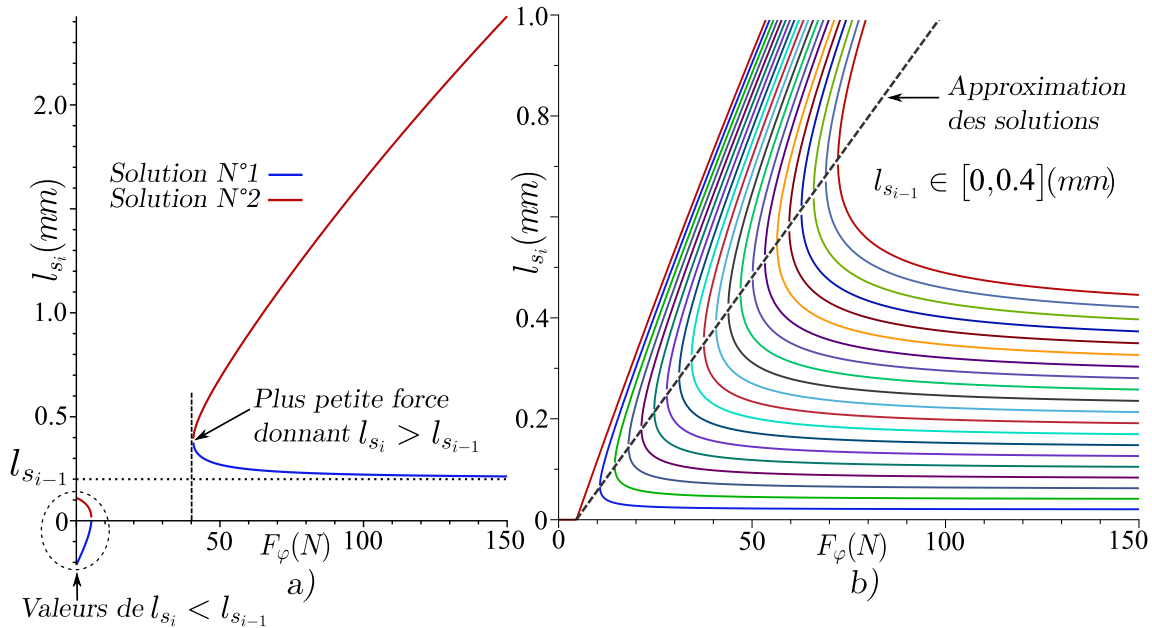 2.0
1.0
0.5
0
l_{s_i}(mm)
l_{s_{i-1}}
Solution N°1
Solution N°2
Plus petite force
donnant l_{s_i} > l_{s_{i-1}}
50
100
150
F_φ(N)
a)
Valeurs de l_{s_i} < l_{s_{i-1}}
1.0
0.8
0.6
0.4
0.2
0
l_{s_i}(mm)
Approximation
des solutions
l_{s_{i-1}} ∈ [0,0.4](mm)
50
100
150
F_φ(N)
b)